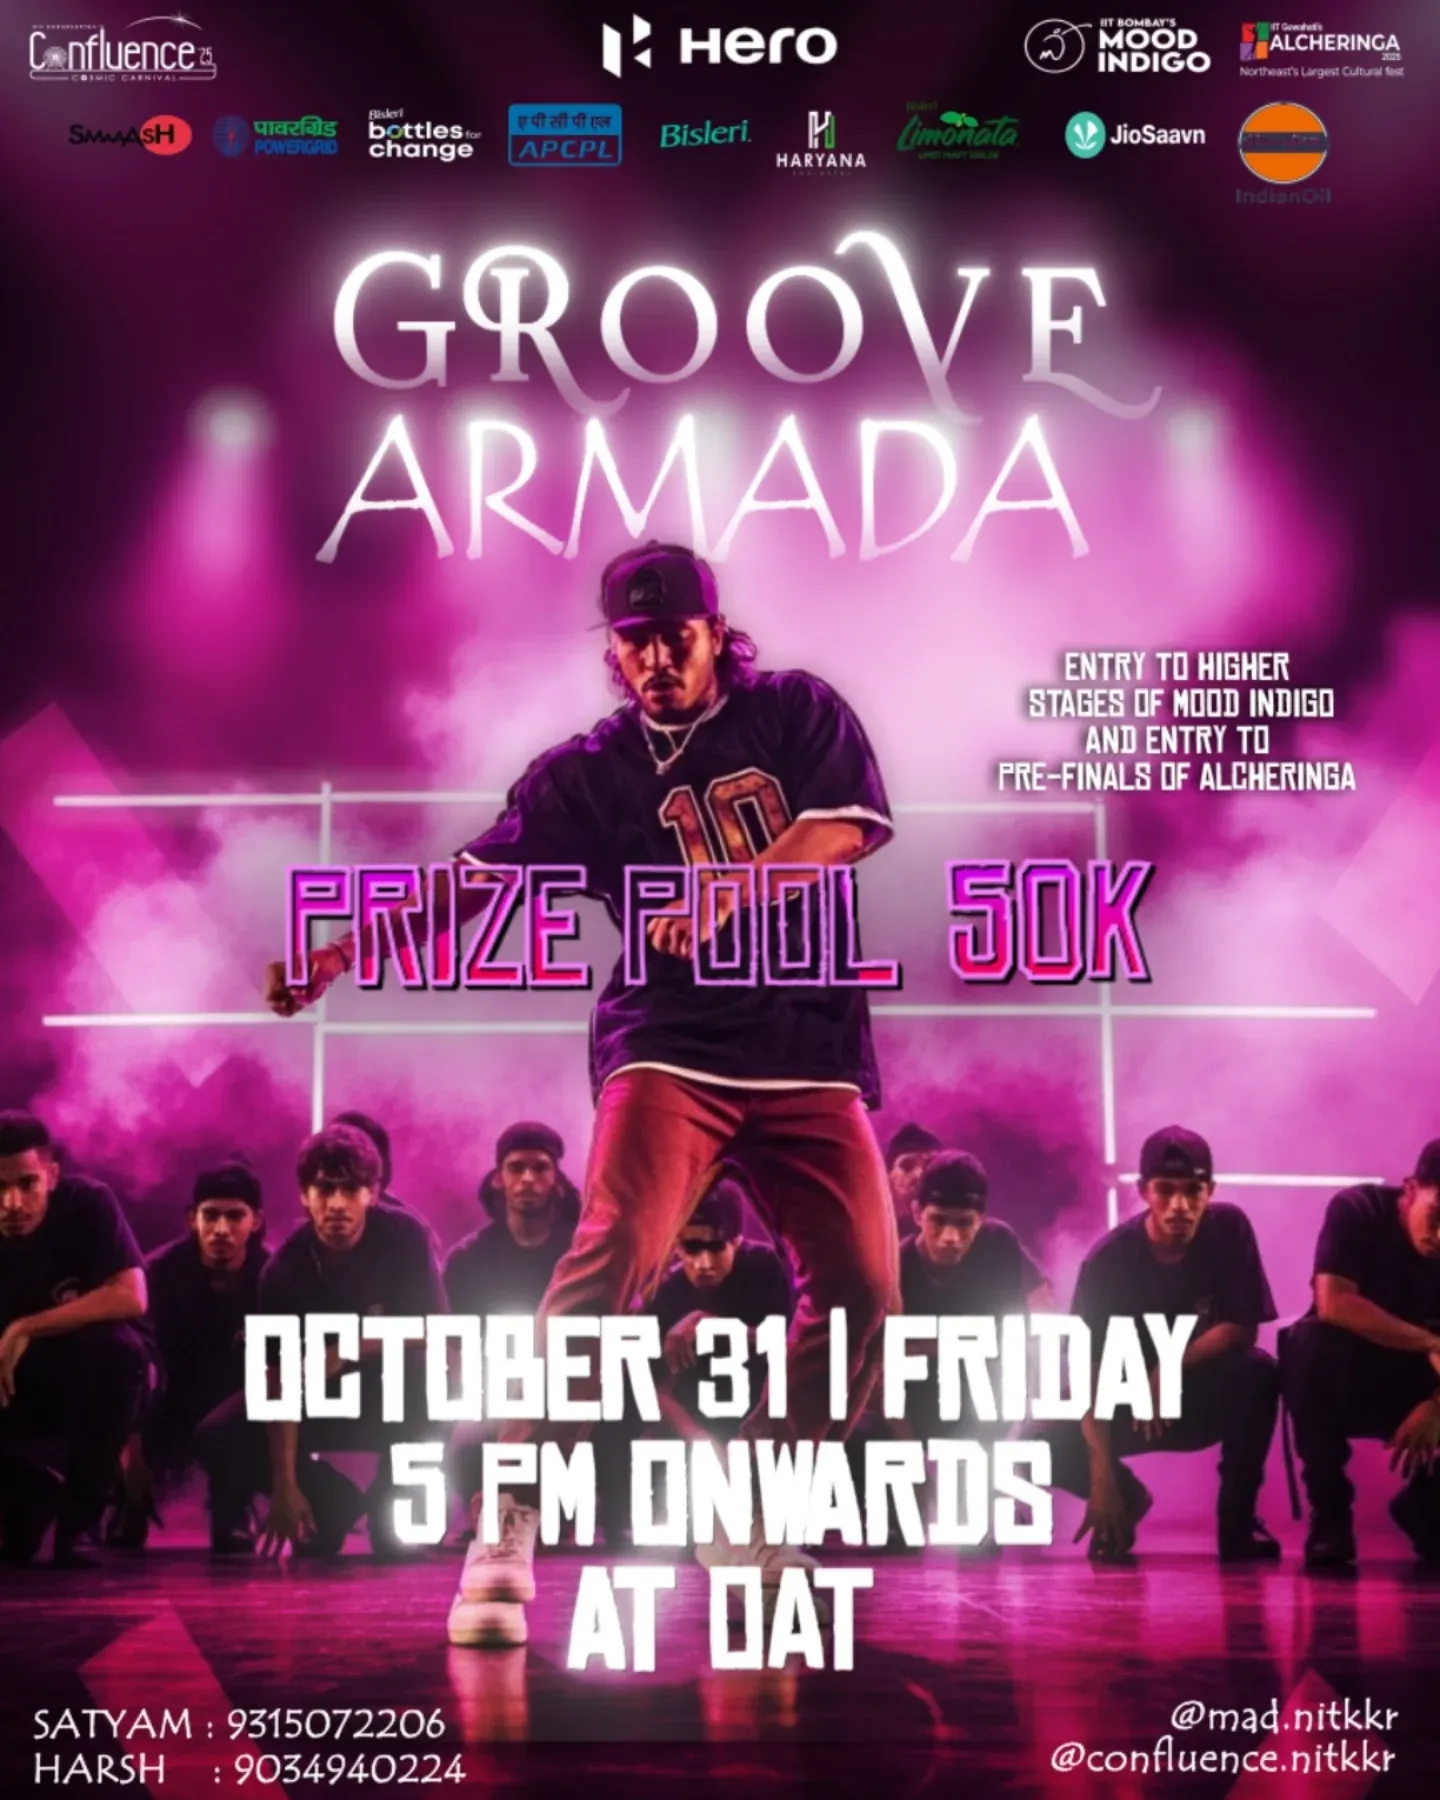 Confluence '25
COSMIC CARNIVAL
Hero
IIT BOMBAY'S
MOOD
INDIGO
IIT Guwahati's
ALCHERINGA
2025
Northeast's Largest Cultural fest
SMAAASH
पावरग्रिड
POWERGRID
Bisleri
bottles for
change
ए पी सी पी एल
APCPL
Bisleri
HARYANA
Bisleri
Limonata
JioSaavn
IndianOil
GROOVE
ARMADA
ENTRY TO HIGHER
STAGES OF MOOD INDIGO
AND ENTRY TO
PRE-FINALS OF ALCHERINGA
10
PRIZE POOL 50K
OCTOBER 31 | FRIDAY
5 PM ONWARDS
AT OAT
SATYAM : 9315072206
HARSH : 9034940224
@mad.nitkkr
@confluence.nitkkr